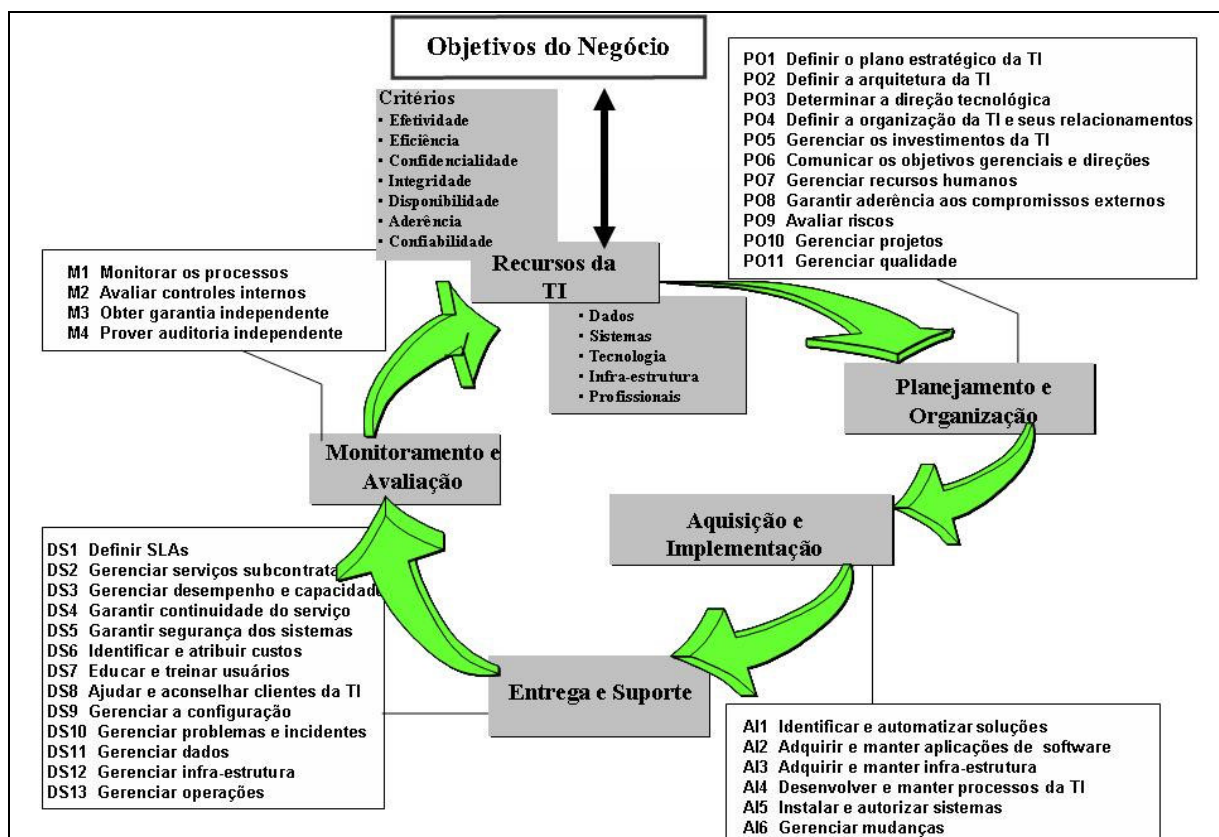 Objetivos do Negócio
Critérios
• Efetividade
• Eficiência
• Confidencialidade
• Integridade
• Disponibilidade
• Aderência
• Confiabilidade
Recursos da
TI
• Dados
• Sistemas
• Tecnologia
• Infra-estrutura
• Profissionais
PO1 Definir o plano estratégico da TI
PO2 Definir a arquitetura da TI
PO3 Determinar a direção tecnológica
PO4 Definir a organização da TI e seus relacionamentos
PO5 Gerenciar os investimentos da TI
PO6 Comunicar os objetivos gerenciais e direções
PO7 Gerenciar recursos humanos
PO8 Garantir aderência aos compromissos externos
PO9 Avaliar riscos
PO10 Gerenciar projetos
PO11 Gerenciar qualidade
Planejamento e
Organização
Aquisição e
Implementação
AI1 Identificar e automatizar soluções
AI2 Adquirir e manter aplicações de software
AI3 Adquirir e manter infra-estrutura
AI4 Desenvolver e manter processos da TI
AI5 Instalar e autorizar sistemas
AI6 Gerenciar mudanças
Entrega e Suporte
DS1 Definir SLAs
DS2 Gerenciar serviços subcontrata
DS3 Gerenciar desempenho e capacidade
DS4 Garantir continuidade do serviço
DS5 Garantir segurança dos sistemas
DS6 Identificar e atribuir custos
DS7 Educar e treinar usuários
DS8 Ajudar e aconselhar clientes da TI
DS9 Gerenciar a configuração
DS10 Gerenciar problemas e incidentes
DS11 Gerenciar dados
DS12 Gerenciar infra-estrutura
DS13 Gerenciar operações
Monitoramento e
Avaliação
M1 Monitorar os processos
M2 Avaliar controles internos
M3 Obter garantia independente
M4 Prover auditoria independente